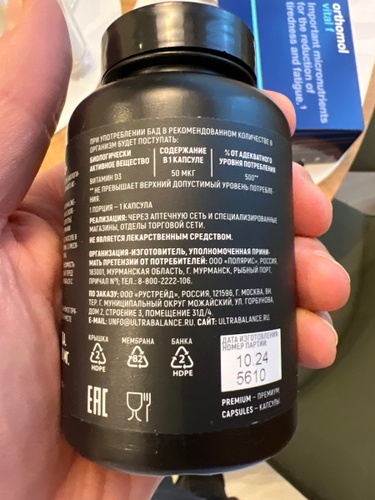 orthomol
vital f
Important micronutrients
for the reduction of
tiredness and fatigue.¹
ПРИ УПОТРЕБЛЕНИИ БАД В РЕКОМЕНДОВАННОМ КОЛИЧЕСТВЕ В
ОРГАНИЗМ БУДЕТ ПОСТУПАТЬ:
БИОЛОГИЧЕСКИ АКТИВНОЕ ВЕЩЕСТВО
СОДЕРЖАНИЕ В 1 КАПСУЛЕ
% ОТ АДЕКВАТНОГО УРОВНЯ ПОТРЕБЛЕНИЯ
ВИТАМИН D3 50 МКГ 500**
** НЕ ПРЕВЫШАЕТ ВЕРХНИЙ ДОПУСТИМЫЙ УРОВЕНЬ ПОТРЕБЛЕ-
НИЯ
1 ПОРЦИЯ – 1 КАПСУЛА
РЕАЛИЗАЦИЯ: ЧЕРЕЗ АПТЕЧНУЮ СЕТЬ И СПЕЦИАЛИЗИРОВАННЫЕ
МАГАЗИНЫ, ОТДЕЛЫ ТОРГОВОЙ СЕТИ.
НЕ ЯВЛЯЕТСЯ ЛЕКАРСТВЕННЫМ СРЕДСТВОМ.
ОРГАНИЗАЦИЯ-ИЗГОТОВИТЕЛЬ, УПОЛНОМОЧЕННАЯ ПРИНИ-
МАТЬ ПРЕТЕНЗИИ ОТ ПОТРЕБИТЕЛЕЙ: ООО «ПОЛЯРИС», РОССИЯ,
183001, МУРМАНСКАЯ ОБЛАСТЬ, Г. МУРМАНСК, РЫБНЫЙ ПОРТ,
ПРИЧАЛ №1; ТЕЛ.: 8-800-2222-106.
ПО ЗАКАЗУ: ООО «РУСТРЕЙД», РОССИЯ, 121596, Г. МОСКВА, ВН.
ТЕР. Г. МУНИЦИПАЛЬНЫЙ ОКРУГ МОЖАЙСКИЙ, УЛ. ГОРБУНОВА,
ДОМ 2, СТРОЕНИЕ 3, ПОМЕЩЕНИЕ 31Д/4.
E-MAIL: UNFO@ULTRABALANCE.RU. САЙТ: ULTRABALANCE.RU.
КРЫШКА МЕМБРАНА БАНКА
2 82 2
HDPE HDPE
ДАТА ИЗГОТОВЛЕНИЯ
НОМЕР ПАРТИИ:
10.24
5610
EAC
PREMIUM – ПРЕМИУМ;
CAPSULES – КАПСУЛЫ